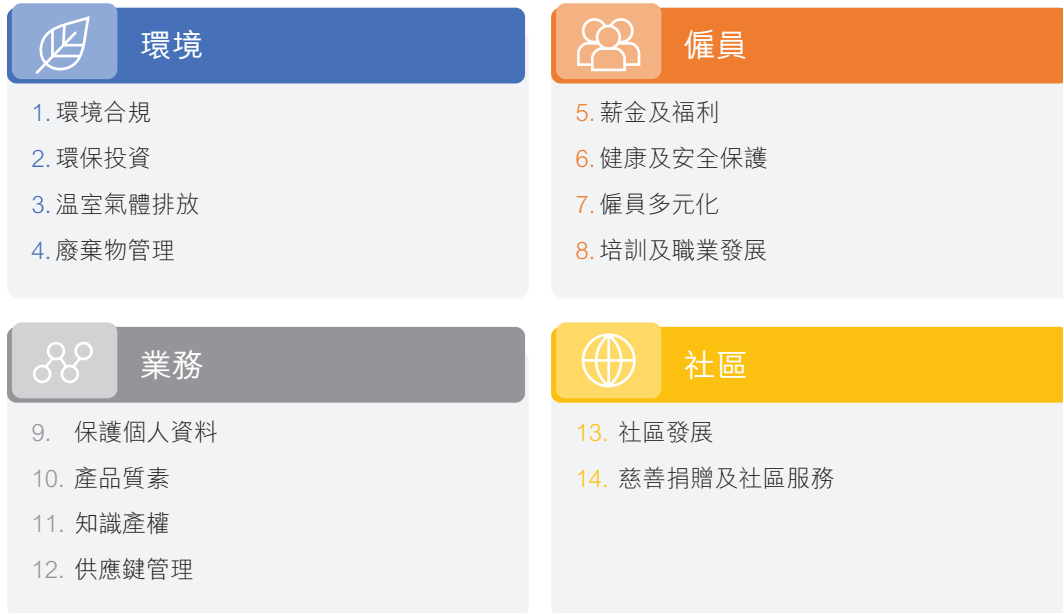 環境
1. 環境合規
2. 環保投資
3. 温室氣體排放
4. 廢棄物管理
僱員
5. 薪金及福利
6. 健康及安全保護
7. 僱員多元化
8. 培訓及職業發展
業務
9. 保護個人資料
10. 產品質素
11. 知識產權
12. 供應鍵管理
社區
13. 社區發展
14. 慈善捐贈及社區服務